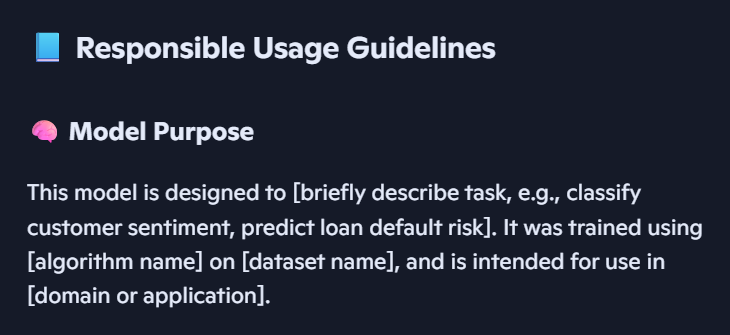 📘 Responsible Usage Guidelines
🧠 Model Purpose
This model is designed to [briefly describe task, e.g., classify
customer sentiment, predict loan default risk]. It was trained using
[algorithm name] on [dataset name], and is intended for use in
[domain or application].